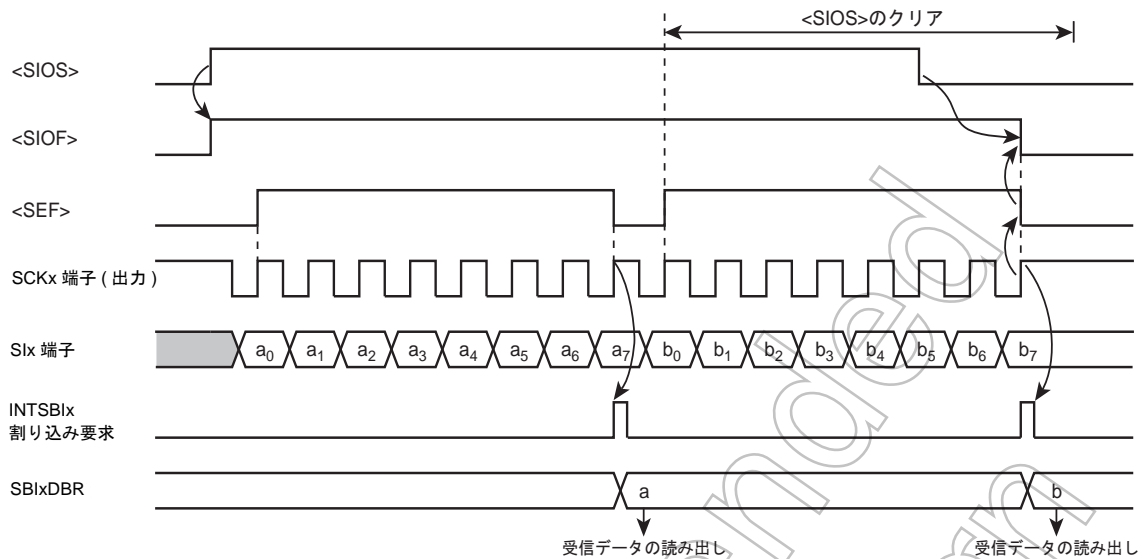 <SIOS>のクリア
<SIOS>
<SIOF>
<SEF>
SCKx 端子 ( 出力 )
SIx 端子
a0 a1 a2 a3 a4 a5 a6 a7 b0 b1 b2 b3 b4 b5 b6 b7
INTSBIx
割り込み要求
SBIxDBR
a b
受信データの読み出し 受信データの読み出し